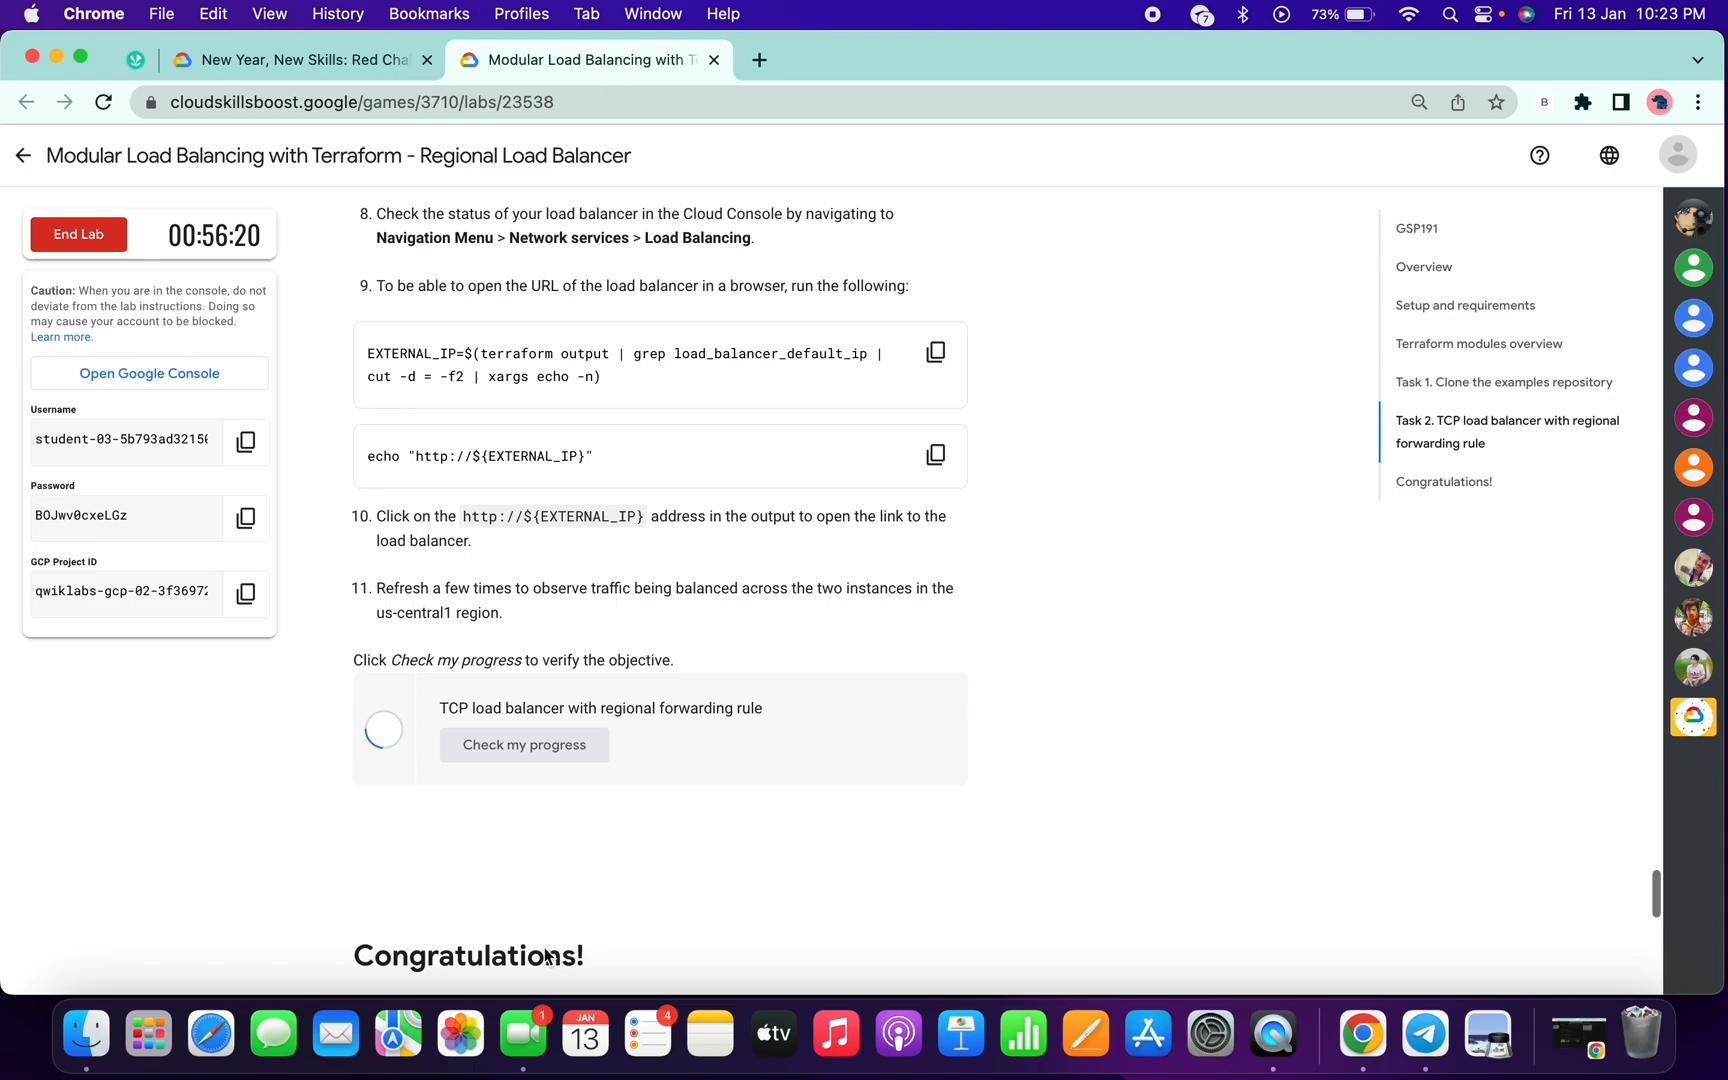 Chrome File Edit View History Bookmarks Profiles Tab Window Help 7 73% Fri 13 Jan 10:23 PM
New Year, New Skills: Red Cha Modular Load Balancing with T
cloudskillsboost.google/games/3710/labs/23538 B
Modular Load Balancing with Terraform - Regional Load Balancer
End Lab 00:56:20
Caution: When you are in the console, do not
deviate from the lab instructions. Doing so
may cause your account to be blocked.
Learn more.
Open Google Console
Username
student-03-5b793ad3215
Password
BOJwv0cxeLGz
GCP Project ID
qwiklabs-gcp-02-3f3697
8. Check the status of your load balancer in the Cloud Console by navigating to
Navigation Menu > Network services > Load Balancing.
9. To be able to open the URL of the load balancer in a browser, run the following:
EXTERNAL_IP=$(terraform output | grep load_balancer_default_ip |
cut -d = -f2 | xargs echo -n)
echo "http://${EXTERNAL_IP}"
10. Click on the http://${EXTERNAL_IP} address in the output to open the link to the
load balancer.
11. Refresh a few times to observe traffic being balanced across the two instances in the
us-central1 region.
Click Check my progress to verify the objective.
TCP load balancer with regional forwarding rule
Check my progress
Congratulations!
GSP191
Overview
Setup and requirements
Terraform modules overview
Task 1. Clone the examples repository
Task 2. TCP load balancer with regional
forwarding rule
Congratulations!
1
JAN
13
4
tv